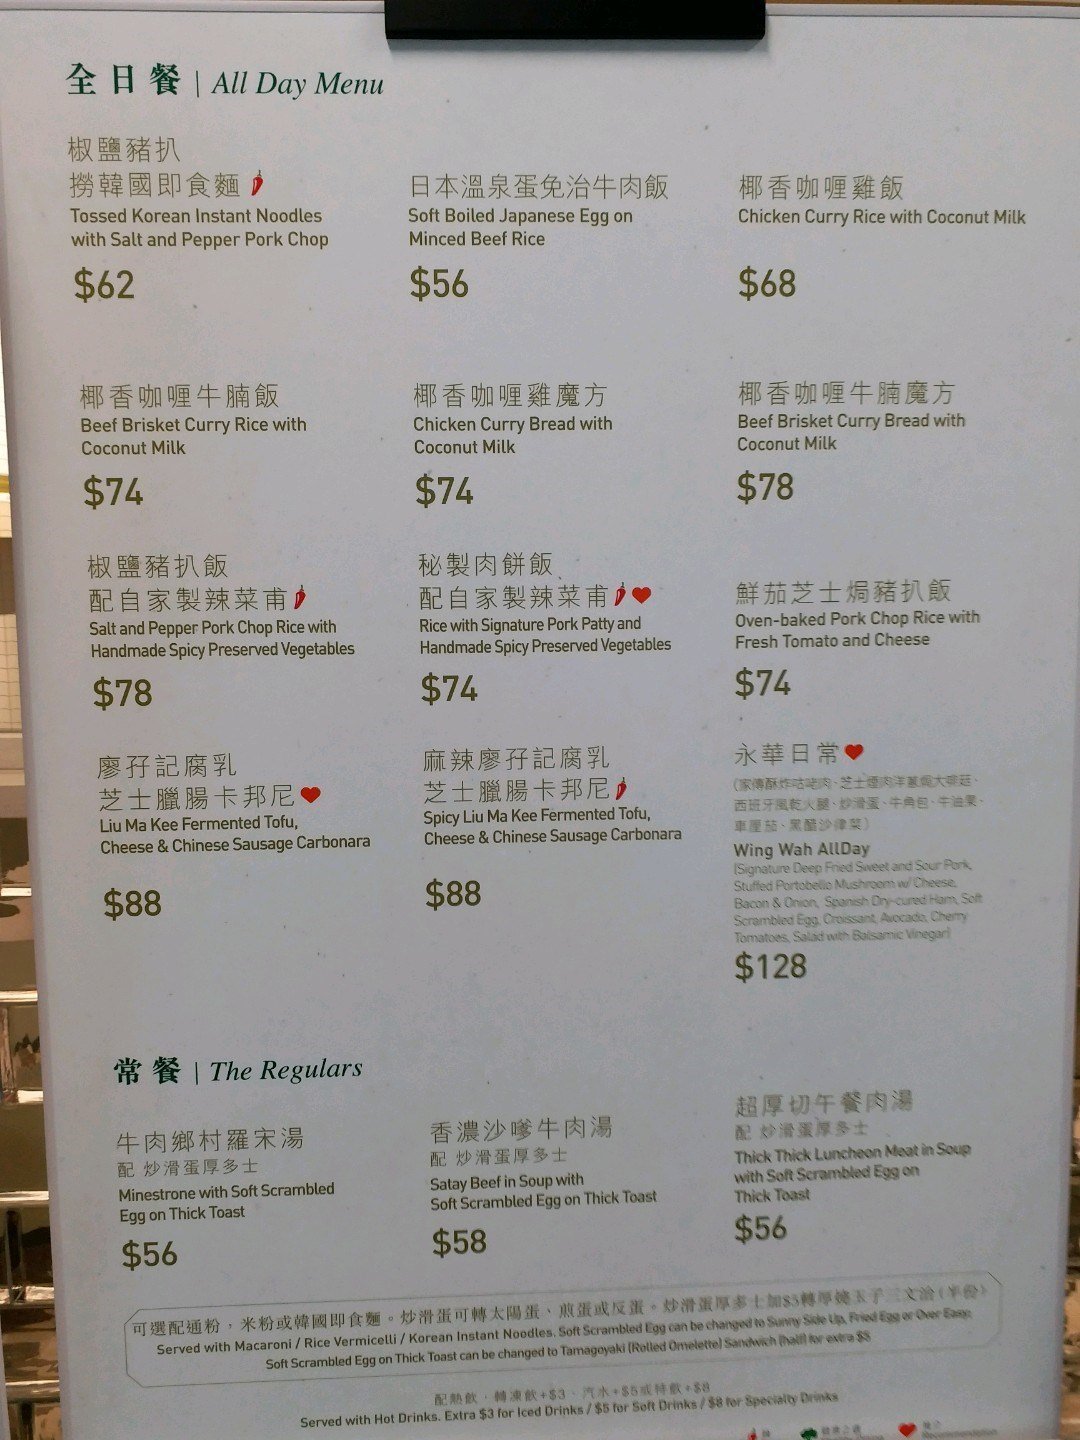 全日餐 | All Day Menu
椒鹽豬扒
撈韓國即食麵
Tossed Korean Instant Noodles
with Salt and Pepper Pork Chop
$62
日本溫泉蛋免治牛肉飯
Soft Boiled Japanese Egg on
Minced Beef Rice
$56
椰香咖喱雞飯
Chicken Curry Rice with Coconut Milk
$68
椰香咖喱牛腩飯
Beef Brisket Curry Rice with
Coconut Milk
$74
椰香咖喱雞魔方
Chicken Curry Bread with
Coconut Milk
$74
椰香咖喱牛腩魔方
Beef Brisket Curry Bread with
Coconut Milk
$78
椒鹽豬扒飯
配自家製辣菜甫
Salt and Pepper Pork Chop Rice with
Handmade Spicy Preserved Vegetables
$78
秘製肉餅飯
配自家製辣菜甫
Rice with Signature Pork Patty and
Handmade Spicy Preserved Vegetables
$74
鮮茄芝士焗豬扒飯
Oven-baked Pork Chop Rice with
Fresh Tomato and Cheese
$74
廖孖記腐乳
芝士臘腸卡邦尼
Liu Ma Kee Fermented Tofu,
Cheese & Chinese Sausage Carbonara
$88
麻辣廖孖記腐乳
芝士臘腸卡邦尼
Spicy Liu Ma Kee Fermented Tofu,
Cheese & Chinese Sausage Carbonara
$88
永華日常
(家傳酥炸咕咾肉、芝士煙肉洋蔥焗大啡菇、
西班牙風乾火腿、炒滑蛋、牛角包、牛油果、
車厘茄、黑醋沙律菜)
Wing Wah AllDay
(Signature Deep Fried Sweet and Sour Pork,
Stuffed Portobello Mushroom w/ Cheese,
Bacon & Onion, Spanish Dry-cured Ham, Soft
Scrambled Egg, Croissant, Avocado, Cherry
Tomatoes, Salad with Balsamic Vinegar)
$128
常餐 | The Regulars
牛肉鄉村羅宋湯
配 炒滑蛋厚多士
Minestrone with Soft Scrambled
Egg on Thick Toast
$56
香濃沙嗲牛肉湯
配 炒滑蛋厚多士
Satay Beef in Soup with
Soft Scrambled Egg on Thick Toast
$58
超厚切午餐肉湯
配 炒滑蛋厚多士
Thick Thick Luncheon Meat in Soup
with Soft Scrambled Egg on
Thick Toast
$56
可選配通粉，米粉或韓國即食麵。炒滑蛋可轉太陽蛋、煎蛋或反蛋。炒滑蛋厚多士加$5轉厚燒玉子三文治(半份)
Served with Macaroni / Rice Vermicelli / Korean Instant Noodles. Soft Scrambled Egg can be changed to Sunny Side Up, Fried Egg or Over Easy.
Soft Scrambled Egg on Thick Toast can be changed to Tamagoyaki (Rolled Omelette) Sandwich (half) for extra $5
配熱飲，轉凍飲+$3、汽水+$5或特飲+$8
Served with Hot Drinks. Extra $3 for Iced Drinks / $5 for Soft Drinks / $8 for Specialty Drinks
Recommendation